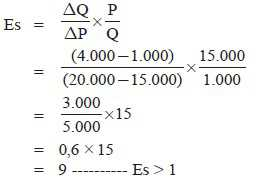 Es = ΔQ/ΔP × P/Q
= (4.000−1.000)/(20.000−15.000) × 15.000/1.000
= 3.000/5.000 ×15
= 0,6 × 15
= 9 ---------- Es > 1